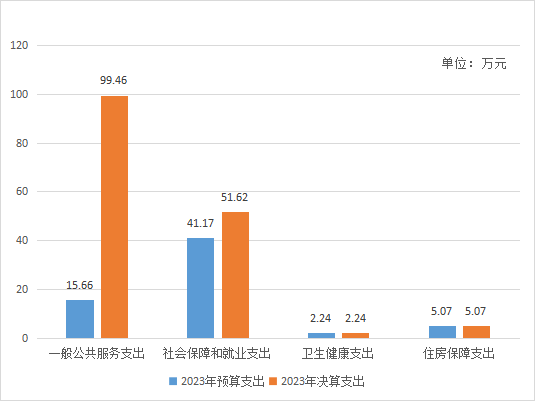 120
单位：万元
99.46
100
80
60
51.62
41.17
40
20
15.66
2.24
2.24
5.07
5.07
0
一般公共服务支出
社会保障和就业支出
卫生健康支出
住房保障支出
2023年预算支出
2023年决算支出